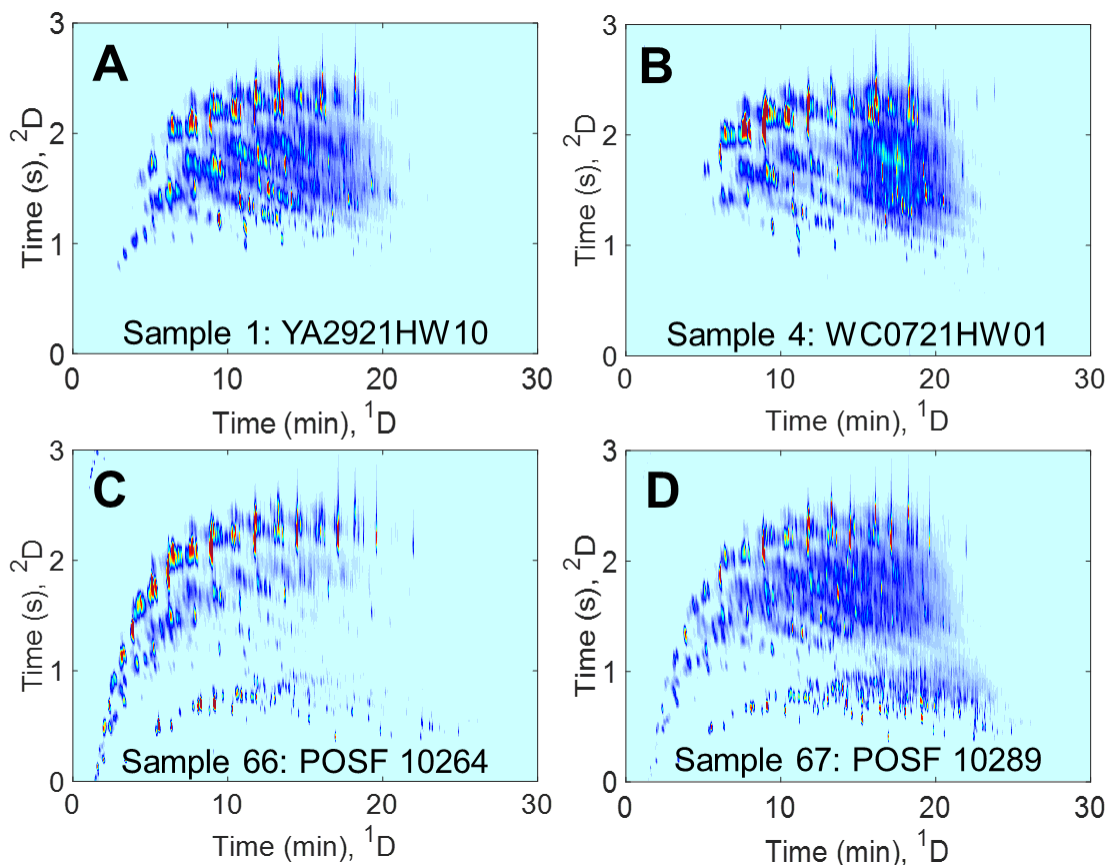 A
3
2
1
0
Time (s), ²D
Sample 1: YA2921HW10
0 10 20 30
Time (min), ¹D
B
3
2
1
0
Time (s), ²D
Sample 4: WC0721HW01
0 10 20 30
Time (min), ¹D
C
3
2
1
0
Time (s), ²D
Sample 66: POSF 10264
0 10 20 30
Time (min), ¹D
D
3
2
1
0
Time (s), ²D
Sample 67: POSF 10289
0 10 20 30
Time (min), ¹D